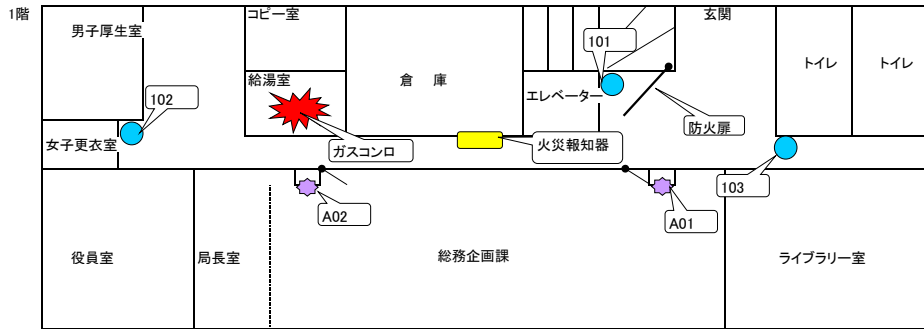 1階
男子厚生室
コピー室
玄関
101
給湯室
倉　庫
トイレ
トイレ
エレベーター
102
防火扉
女子更衣室
ガスコンロ
火災報知器
103
A02
A01
役員室
局長室
総務企画課
ライブラリー室